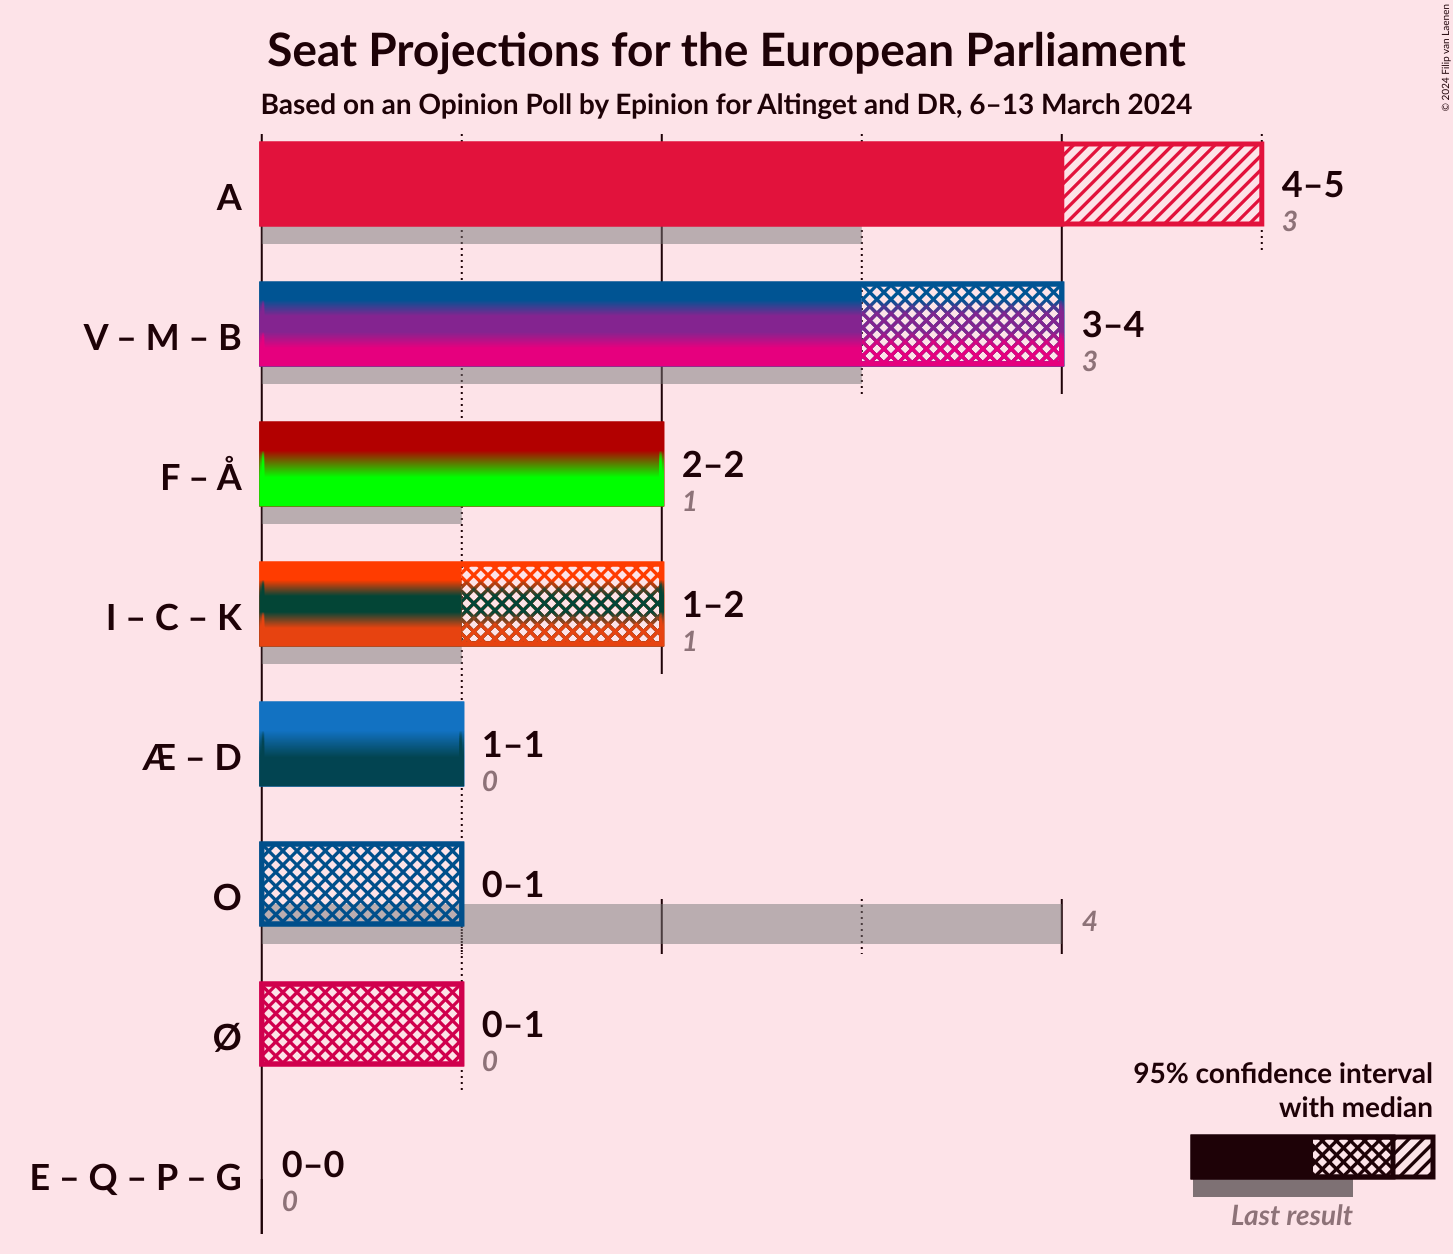 Seat Projections for the European Parliament
Based on an Opinion Poll by Epinion for Altinget and DR, 6–13 March 2024
© 2024 Filip van Laenen
A
4–5
3
V – M – B
3–4
3
F – Å
2–2
1
I – C – K
1–2
1
Æ – D
1–1
0
O
0–1
4
Ø
0–1
0
E – Q – P – G
0–0
0
95% confidence interval
with median
Last result